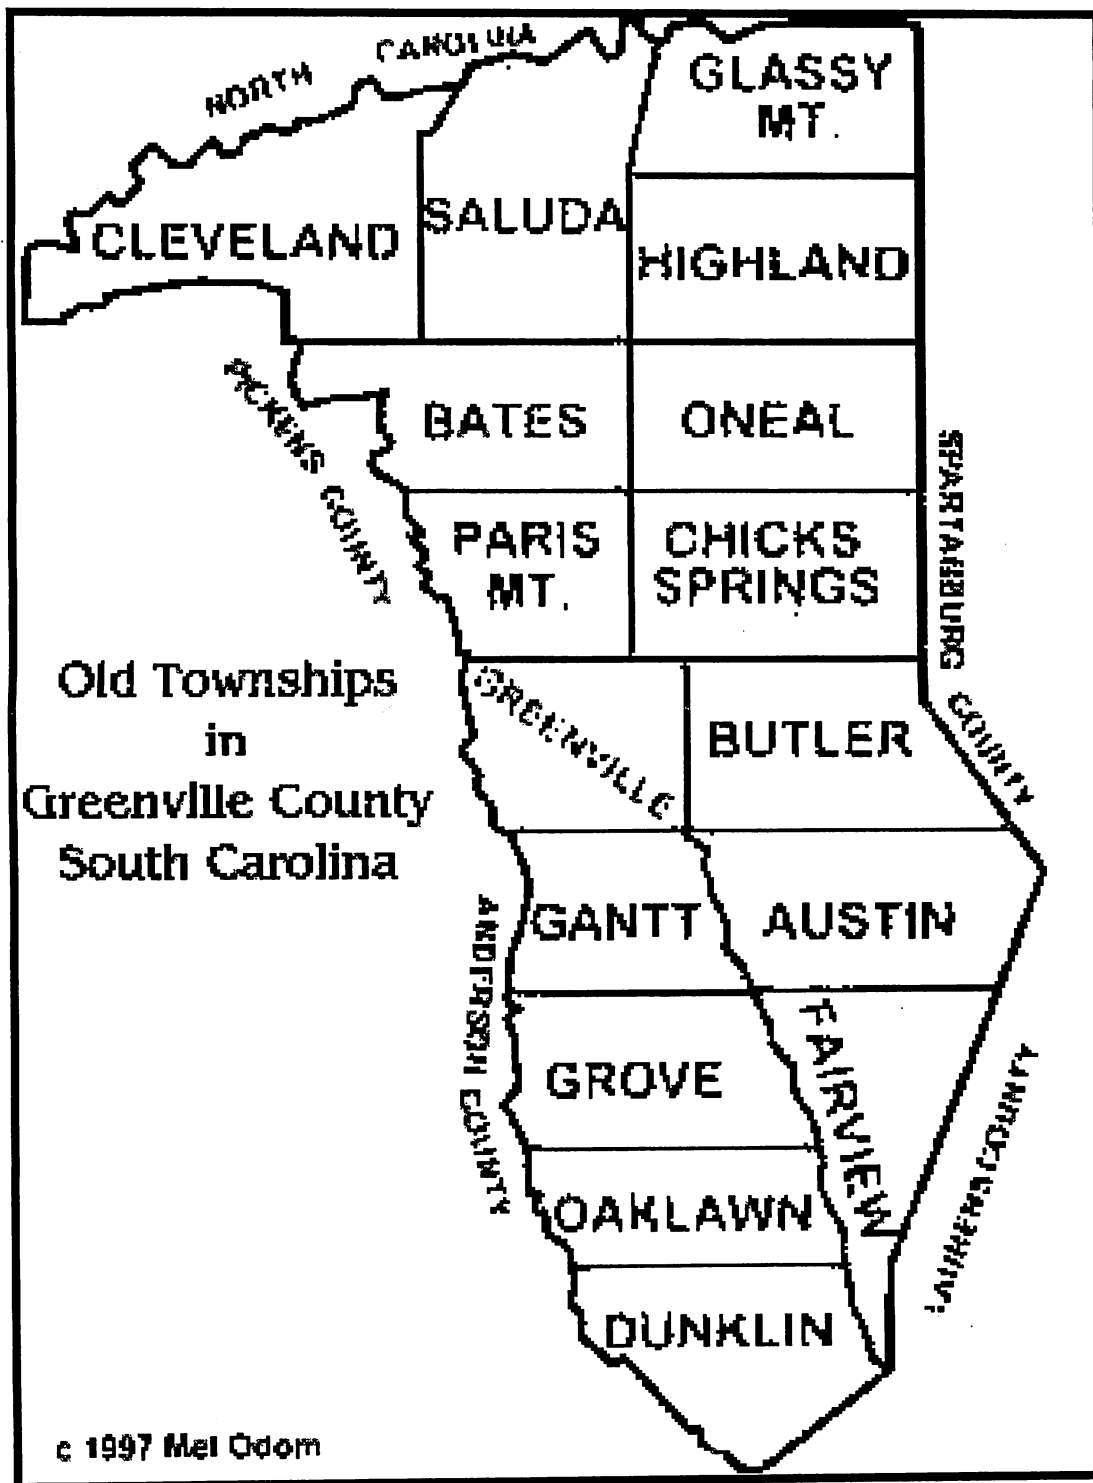 NORTH CAROLINA
GLASSY
MT.
CLEVELAND
SALUDA
HIGHLAND
PICKENS COUNTY
BATES
ONEAL
SPARTANBURG COUNTY
PARIS
MT.
CHICKS
SPRINGS
Old Townships
in
Greenville County
South Carolina
GREENVILLE
BUTLER
ANDERSON COUNTY
GANTT
AUSTIN
GROVE
FAIRVIEW
LAURENS COUNTY
OAKLAWN
DUNKLIN
c 1997 Mel Odom